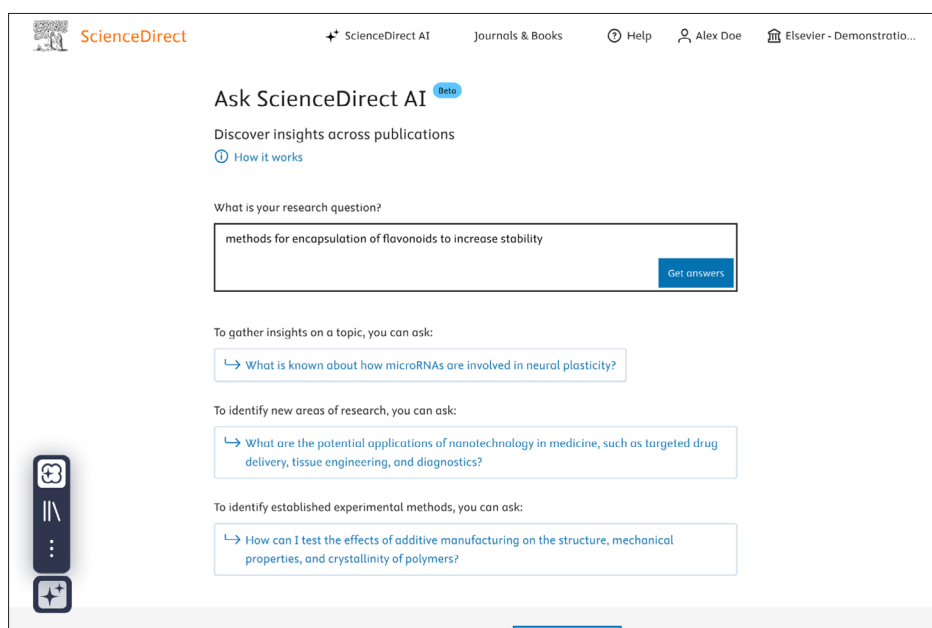 ScienceDirect
ScienceDirect AI
Journals & Books
Help
Alex Doe
Elsevier - Demonstratio...
Ask ScienceDirect AI Beta
Discover insights across publications
How it works
What is your research question?
methods for encapsulation of flavonoids to increase stability
Get answers
To gather insights on a topic, you can ask:
What is known about how microRNAs are involved in neural plasticity?
To identify new areas of research, you can ask:
What are the potential applications of nanotechnology in medicine, such as targeted drug
delivery, tissue engineering, and diagnostics?
To identify established experimental methods, you can ask:
How can I test the effects of additive manufacturing on the structure, mechanical
properties, and crystallinity of polymers?